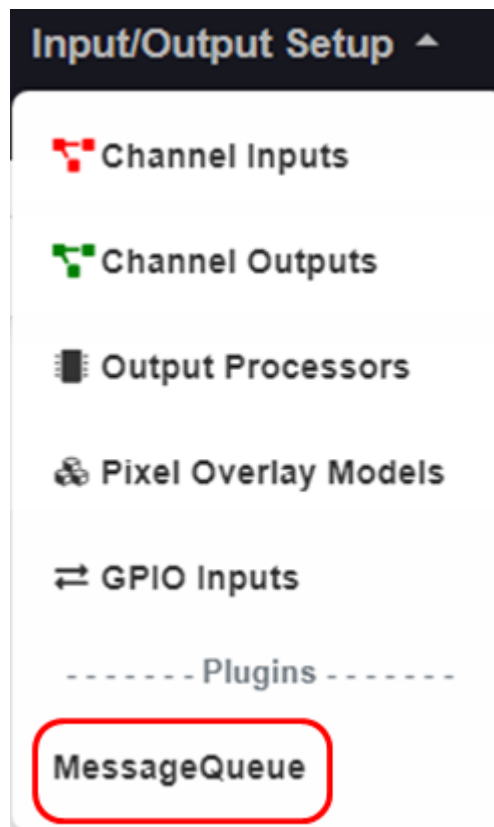 Input/Output Setup
Channel Inputs
Channel Outputs
Output Processors
Pixel Overlay Models
GPIO Inputs
------- Plugins -------
MessageQueue